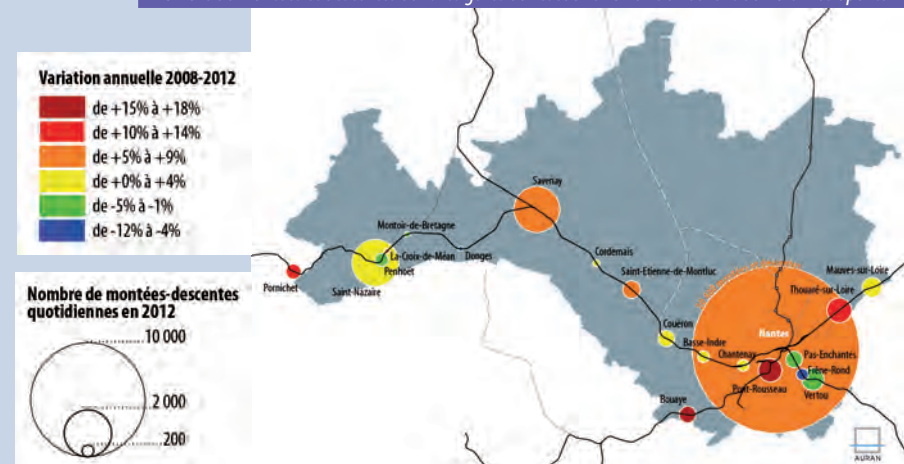 Variation annuelle 2008-2012
de +15% à +18%
de +10% à +14%
de +5% à +9%
de +0% à +4%
de -5% à -1%
de -12% à -4%
Nombre de montées-descentes
quotidiennes en 2012
10 000
2 000
200
Savenay
Montoir-de-Bretagne
La-Croix-de-Méan
Donges
Penhoët
Pornichet
Saint-Nazaire
Cordemais
Saint-Etienne-de-Montluc
Mauves-sur-Loire
Thouaré-sur-Loire
Couëron
Basse-Indre
Nantes
Chantenay
Pas-Enchantés
Frêne-Rond
Pont-Rousseau
Vertou
Bouaye
AURAN